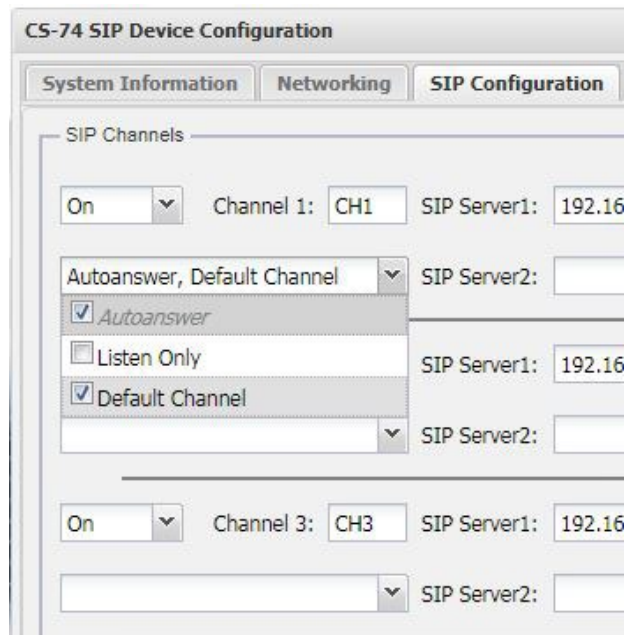 CS-74 SIP Device Configuration
System Information Networking SIP Configuration
SIP Channels
On Channel 1: CH1 SIP Server1: 192.16
Autoanswer, Default Channel SIP Server2:
Autoanswer
Listen Only SIP Server1: 192.16
Default Channel
SIP Server2:
On Channel 3: CH3 SIP Server1: 192.16
SIP Server2: